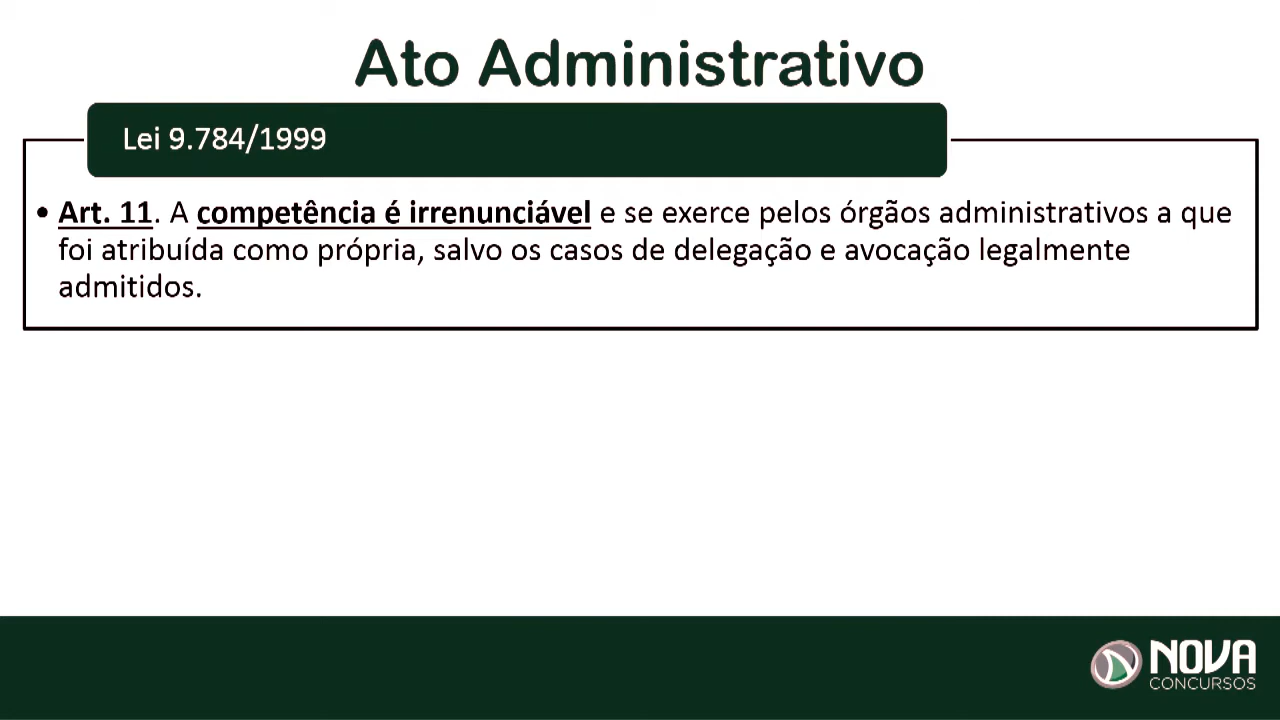 Ato Administrativo
Lei 9.784/1999
• Art. 11. A competência é irrenunciável e se exerce pelos órgãos administrativos a que
foi atribuída como própria, salvo os casos de delegação e avocação legalmente
admitidos.
NOVA
CONCURSOS